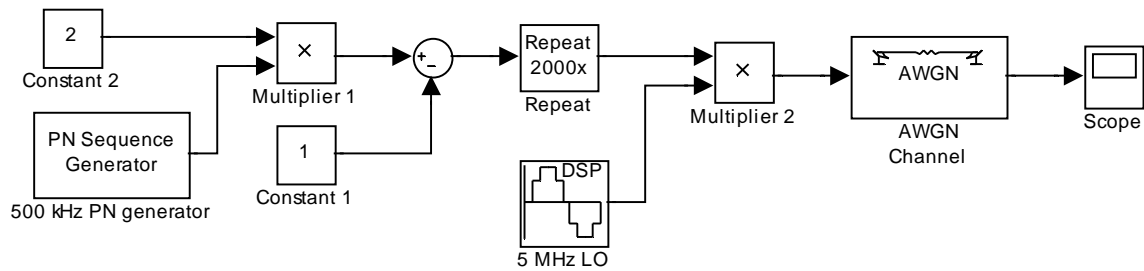 2
Constant 2
×
Multiplier 1
PN Sequence
Generator
500 kHz PN generator
+
−
1
Constant 1
Repeat
2000x
Repeat
DSP
5 MHz LO
×
Multiplier 2
AWGN
AWGN
Channel
Scope